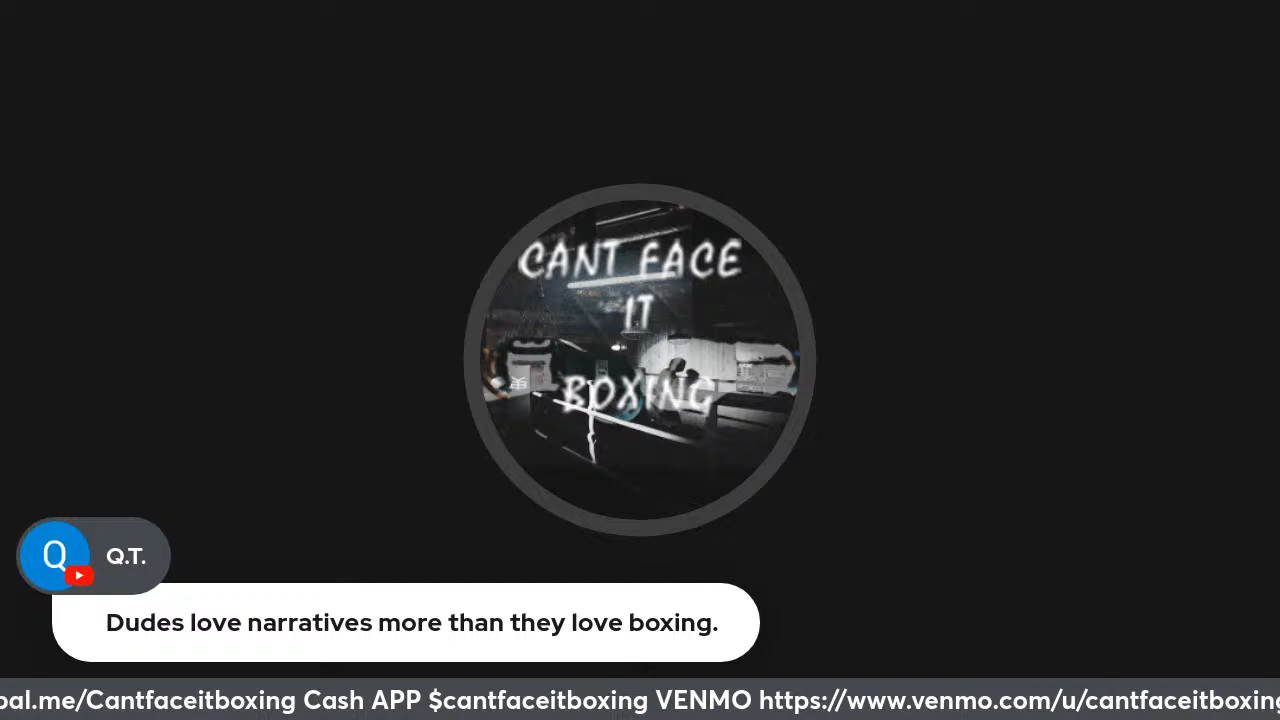 CANT FACE
IT
BOXING
Q
Q.T.
Dudes love narratives more than they love boxing.
pal.me/Cantfaceitboxing Cash APP $cantfaceitboxing VENMO https://www.venmo.com/u/cantfaceitboxing